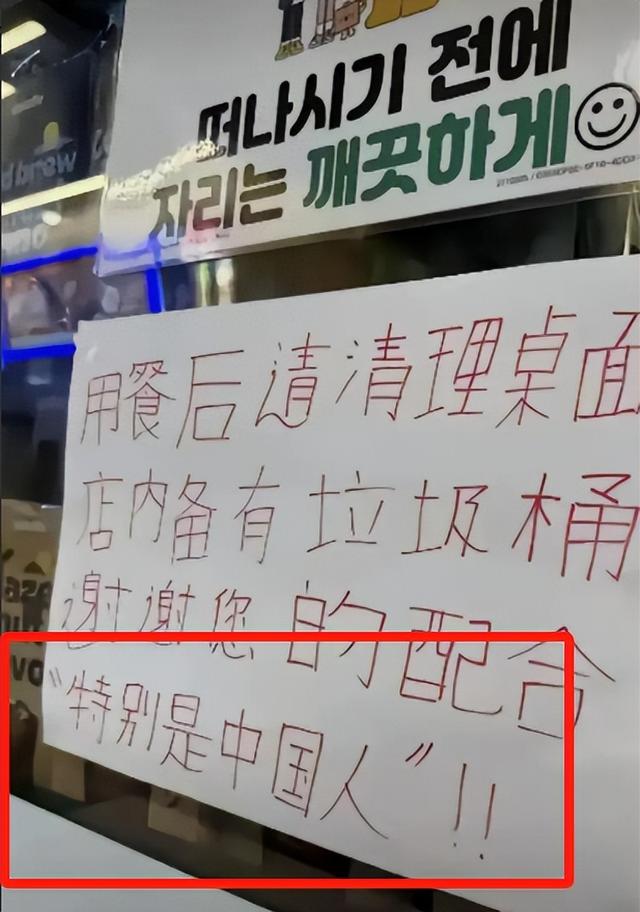 떠나시기 전에
자리는 깨끗하게
用餐后请清理桌面
店内备有垃圾桶
谢谢您的配合
“特别是中国人”!!